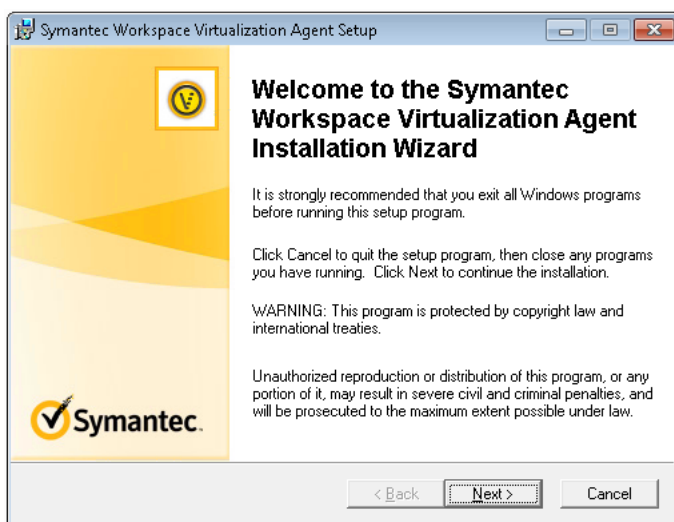 Symantec Workspace Virtualization Agent Setup
Welcome to the Symantec
Workspace Virtualization Agent
Installation Wizard
It is strongly recommended that you exit all Windows programs
before running this setup program.
Click Cancel to quit the setup program, then close any programs
you have running. Click Next to continue the installation.
WARNING: This program is protected by copyright law and
international treaties.
Unauthorized reproduction or distribution of this program, or any
portion of it, may result in severe civil and criminal penalties, and
will be prosecuted to the maximum extent possible under law.
Symantec.
< Back
Next >
Cancel